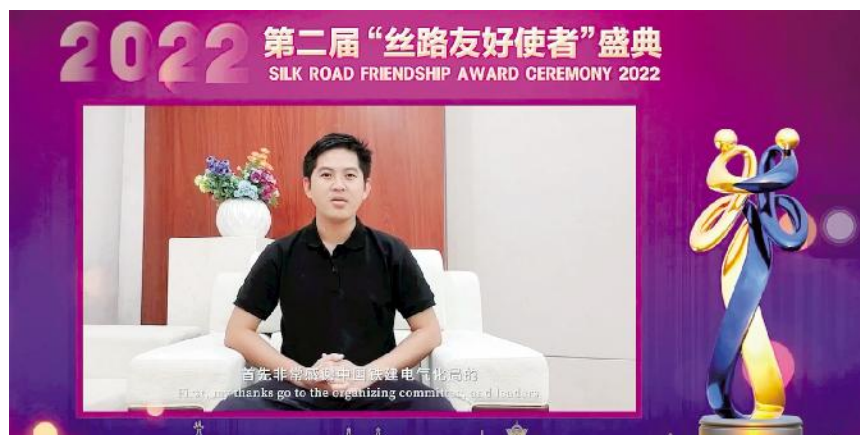 2022
第二届“丝路友好使者”盛典
SILK ROAD FRIENDSHIP AWARD CEREMONY 2022
首先非常感谢中国铁建电气化局的
First, my thanks go to the organizing committee and leaders